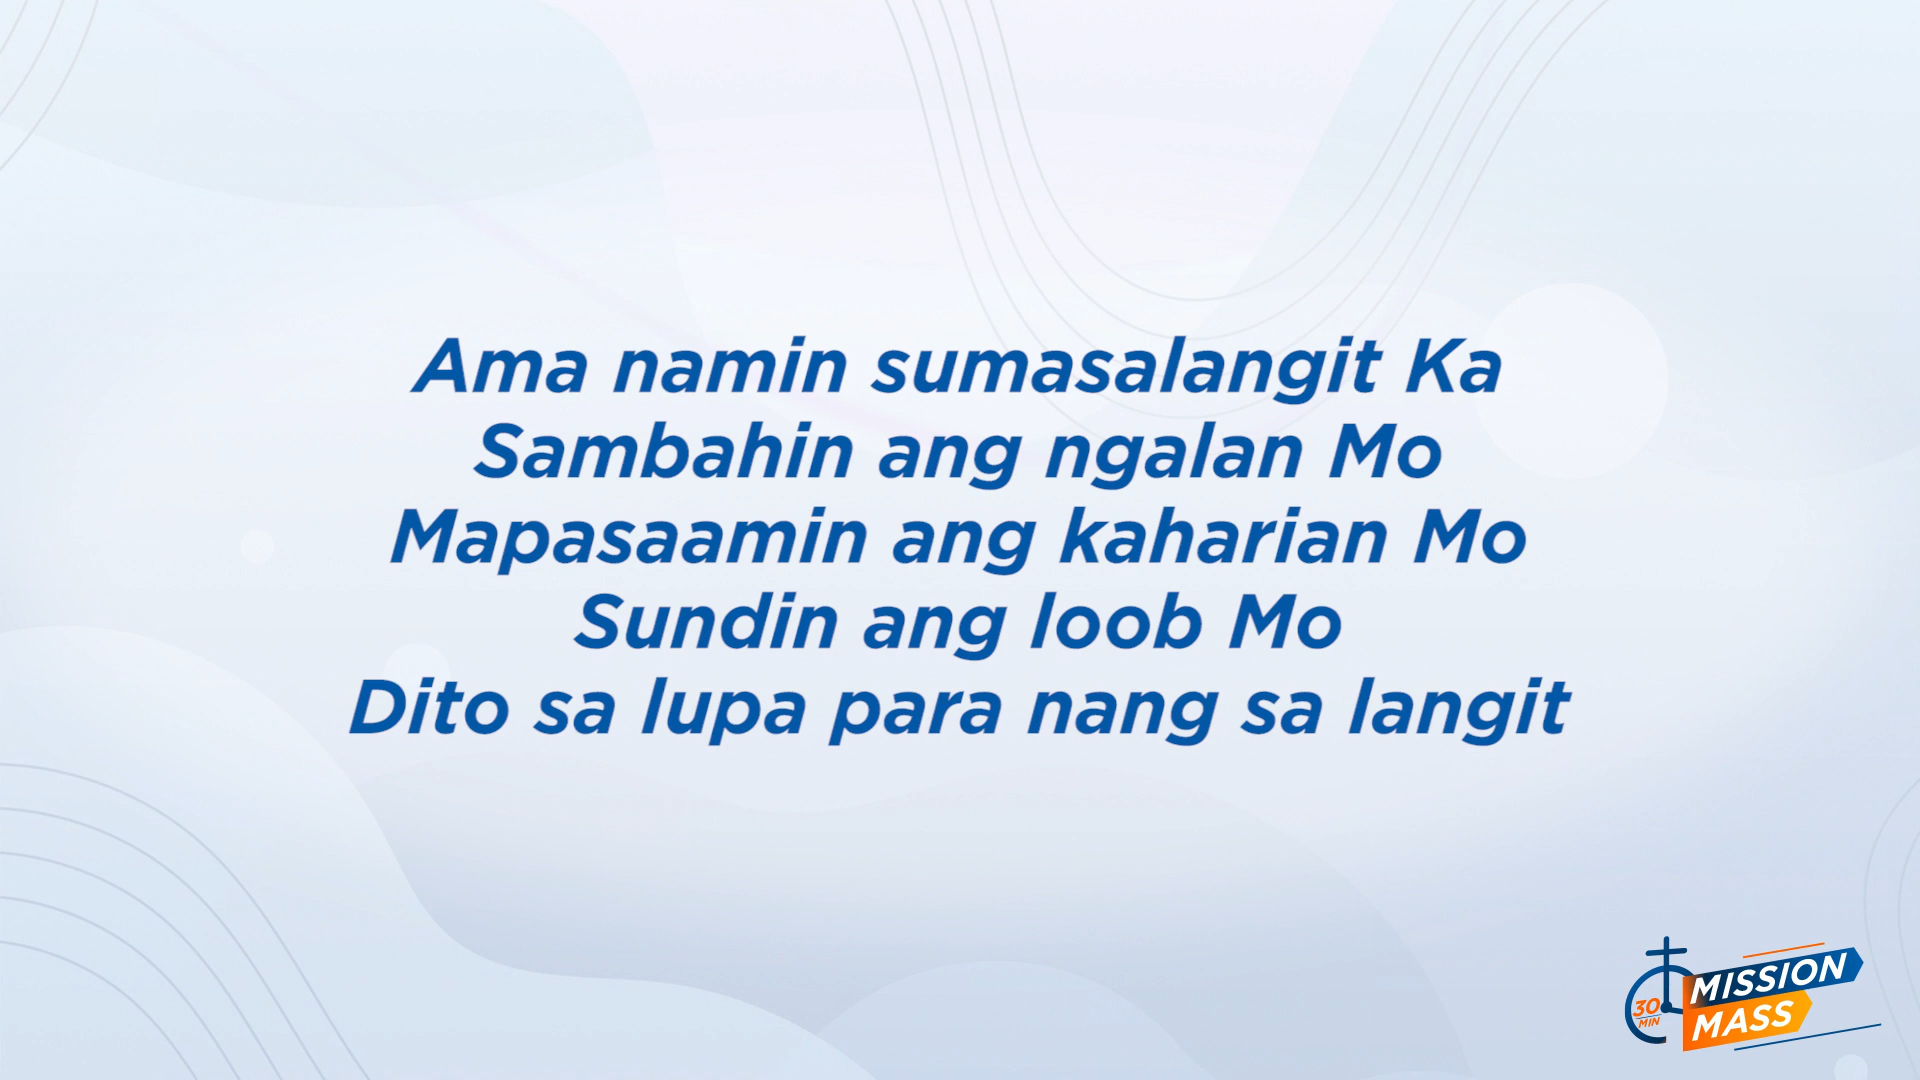 Ama namin sumasalangit Ka
Sambahin ang ngalan Mo
Mapasaamin ang kaharian Mo
Sundin ang loob Mo
Dito sa lupa para nang sa langit
30 MIN
MISSION
MASS